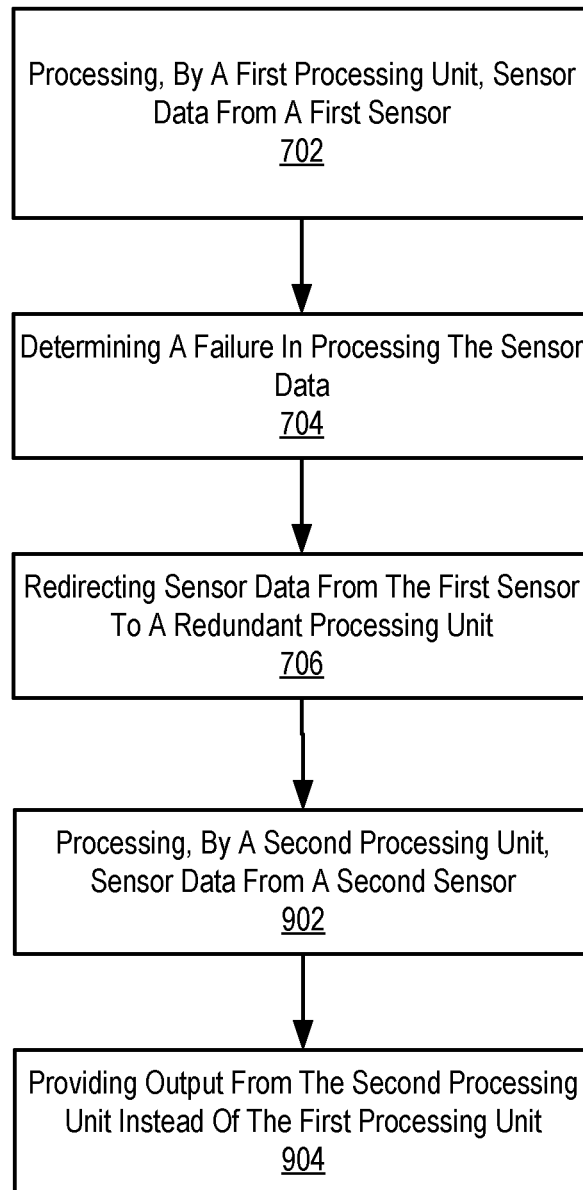 Processing, By A First Processing Unit, Sensor
Data From A First Sensor
702
Determining A Failure In Processing The Sensor
Data
704
Redirecting Sensor Data From The First Sensor
To A Redundant Processing Unit
706
Processing, By A Second Processing Unit,
Sensor Data From A Second Sensor
902
Providing Output From The Second Processing
Unit Instead Of The First Processing Unit
904